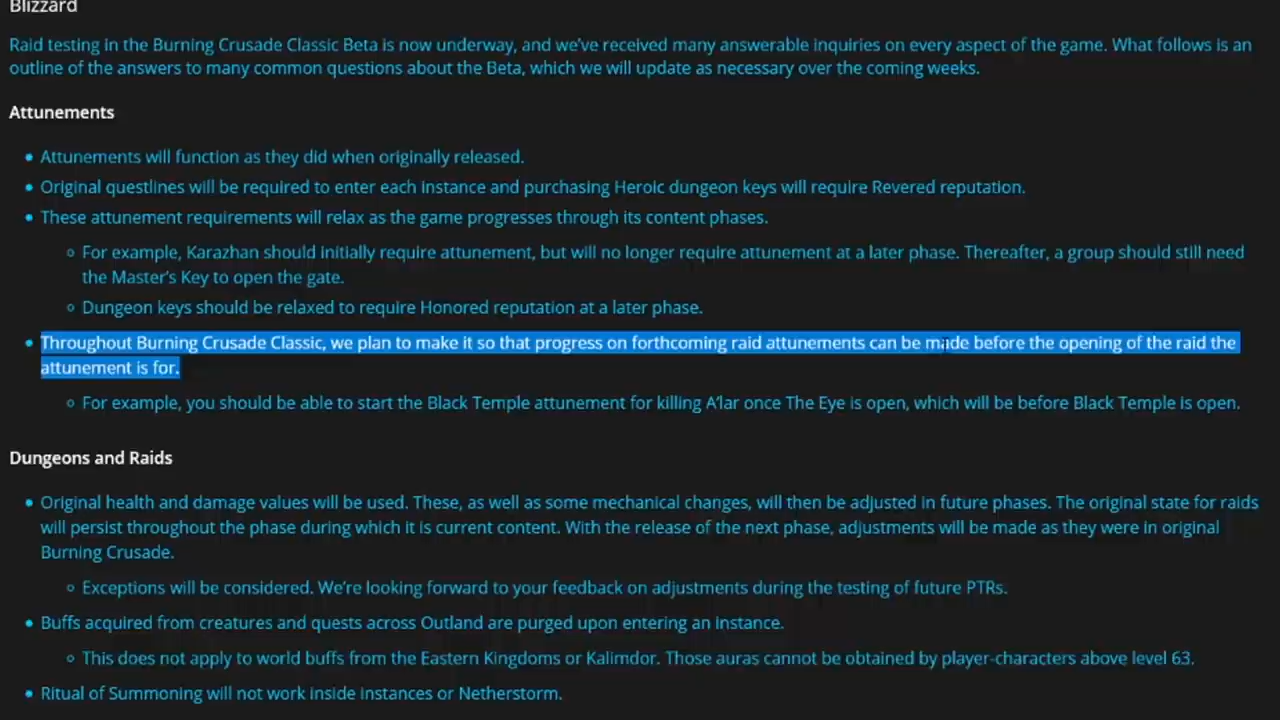 Blizzard
Raid testing in the Burning Crusade Classic Beta is now underway, and we've received many answerable inquiries on every aspect of the game. What follows is an
outline of the answers to many common questions about the Beta, which we will update as necessary over the coming weeks.
Attunements
• Attunements will function as they did when originally released.
• Original questlines will be required to enter each instance and purchasing Heroic dungeon keys will require Revered reputation.
• These attunement requirements will relax as the game progresses through its content phases.
◦ For example, Karazhan should initially require attunement, but will no longer require attunement at a later phase. Thereafter, a group should still need
the Master's Key to open the gate.
◦ Dungeon keys should be relaxed to require Honored reputation at a later phase.
• Throughout Burning Crusade Classic, we plan to make it so that progress on forthcoming raid attunements can be made before the opening of the raid the
attunement is for.
◦ For example, you should be able to start the Black Temple attunement for killing A'lar once The Eye is open, which will be before Black Temple is open.
Dungeons and Raids
• Original health and damage values will be used. These, as well as some mechanical changes, will then be adjusted in future phases. The original state for raids
will persist throughout the phase during which it is current content. With the release of the next phase, adjustments will be made as they were in original
Burning Crusade.
◦ Exceptions will be considered. We're looking forward to your feedback on adjustments during the testing of future PTRs.
• Buffs acquired from creatures and quests across Outland are purged upon entering an instance.
◦ This does not apply to world buffs from the Eastern Kingdoms or Kalimdor. Those auras cannot be obtained by player-characters above level 63.
• Ritual of Summoning will not work inside instances or Netherstorm.